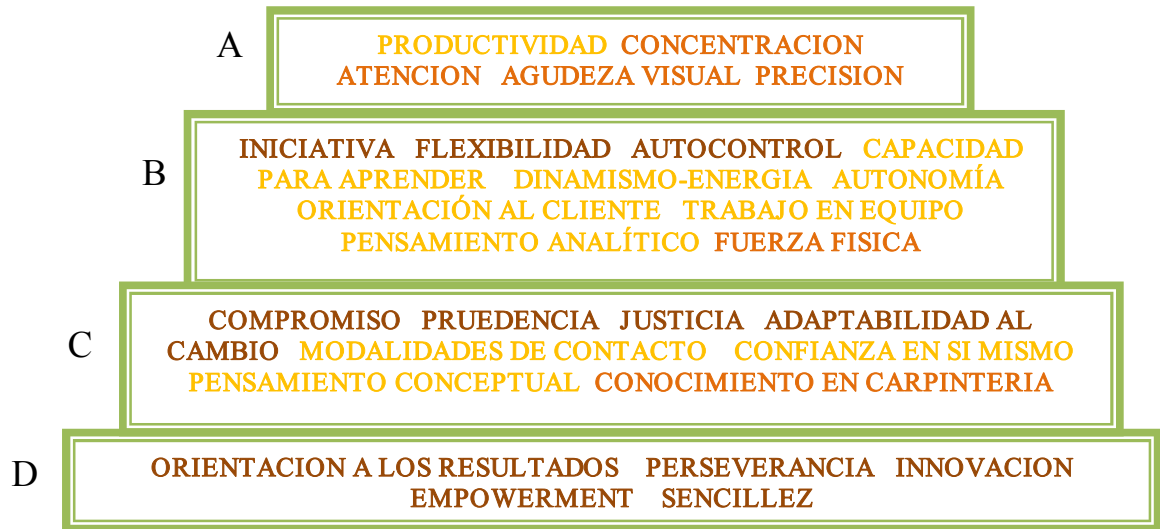 A
PRODUCTIVIDAD CONCENTRACION
ATENCION AGUDEZA VISUAL PRECISION
B
INICIATIVA FLEXIBILIDAD AUTOCONTROL CAPACIDAD
PARA APRENDER DINAMISMO-ENERGIA AUTONOMÍA
ORIENTACIÓN AL CLIENTE TRABAJO EN EQUIPO
PENSAMIENTO ANALÍTICO FUERZA FISICA
C
COMPROMISO PRUEDENCIA JUSTICIA ADAPTABILIDAD AL
CAMBIO MODALIDADES DE CONTACTO CONFIANZA EN SI MISMO
PENSAMIENTO CONCEPTUAL CONOCIMIENTO EN CARPINTERIA
D
ORIENTACION A LOS RESULTADOS PERSEVERANCIA INNOVACION
EMPOWERMENT SENCILLEZ